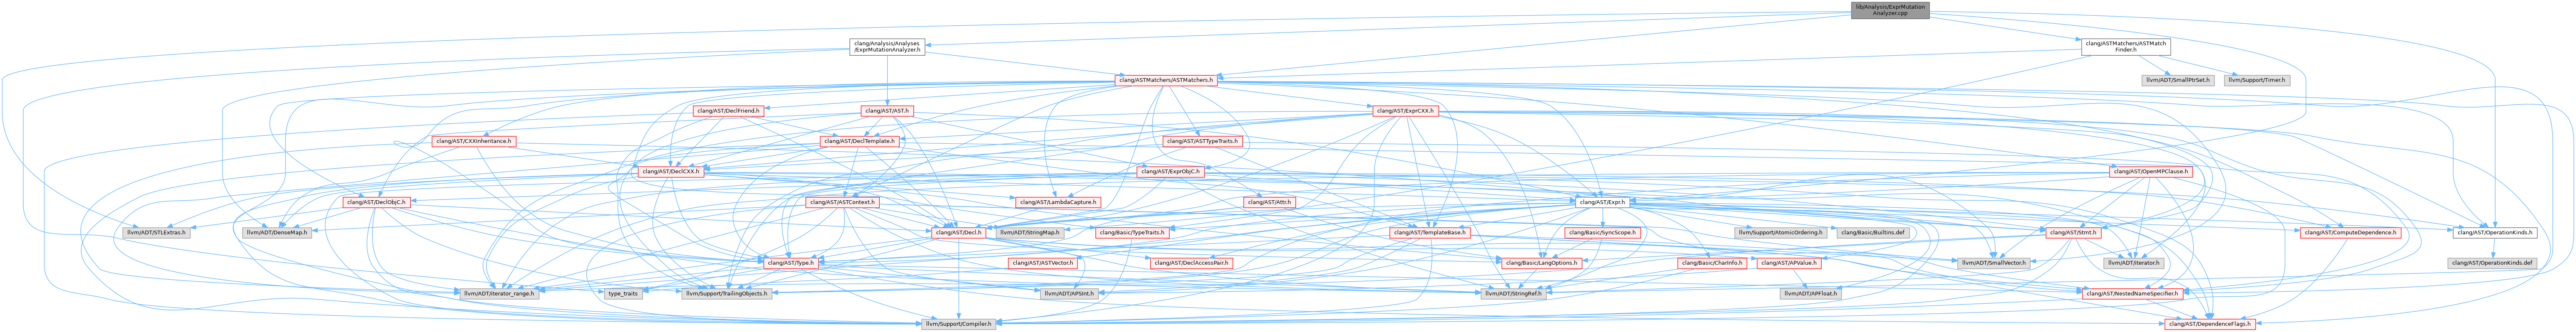 lib/Analysis/ExprMutation
Analyzer.cpp
clang/Analysis/Analyses
/ExprMutationAnalyzer.h
clang/ASTMatchers/ASTMatch
Finder.h
clang/ASTMatchers/ASTMatchers.h
llvm/ADT/SmallPtrSet.h
llvm/Support/Timer.h
clang/AST/DeclFriend.h
clang/AST/AST.h
clang/AST/ExprCXX.h
clang/AST/CXXInheritance.h
clang/AST/DeclTemplate.h
clang/AST/ASTTypeTraits.h
clang/AST/DeclCXX.h
clang/AST/ExprObjC.h
clang/AST/OpenMPClause.h
clang/AST/DeclObjC.h
clang/AST/ASTContext.h
clang/AST/LambdaCapture.h
clang/AST/Attr.h
clang/AST/Expr.h
llvm/ADT/STLExtras.h
llvm/ADT/DenseMap.h
clang/AST/Decl.h
llvm/ADT/StringMap.h
clang/Basic/TypeTraits.h
clang/AST/TemplateBase.h
clang/Basic/SyncScope.h
llvm/Support/AtomicOrdering.h
clang/Basic/Builtins.def
clang/AST/Stmt.h
clang/AST/ComputeDependence.h
clang/AST/OperationKinds.h
clang/AST/Type.h
clang/AST/ASTVector.h
clang/AST/DeclAccessPair.h
clang/Basic/LangOptions.h
clang/Basic/CharInfo.h
clang/AST/APValue.h
llvm/ADT/SmallVector.h
llvm/ADT/iterator.h
clang/AST/OperationKinds.def
llvm/ADT/iterator_range.h
type_traits
llvm/Support/TrailingObjects.h
llvm/ADT/APSInt.h
llvm/ADT/StringRef.h
llvm/ADT/APFloat.h
clang/AST/NestedNameSpecifier.h
llvm/Support/Compiler.h
clang/AST/DependenceFlags.h